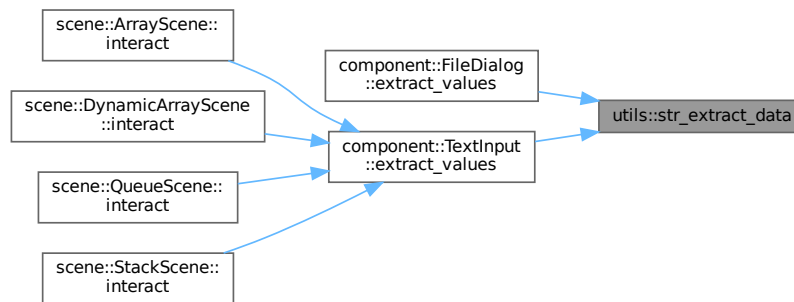 scene::ArrayScene::
interact
scene::DynamicArrayScene
::interact
scene::QueueScene::
interact
scene::StackScene::
interact
component::FileDialog
::extract_values
component::TextInput
::extract_values
utils::str_extract_data